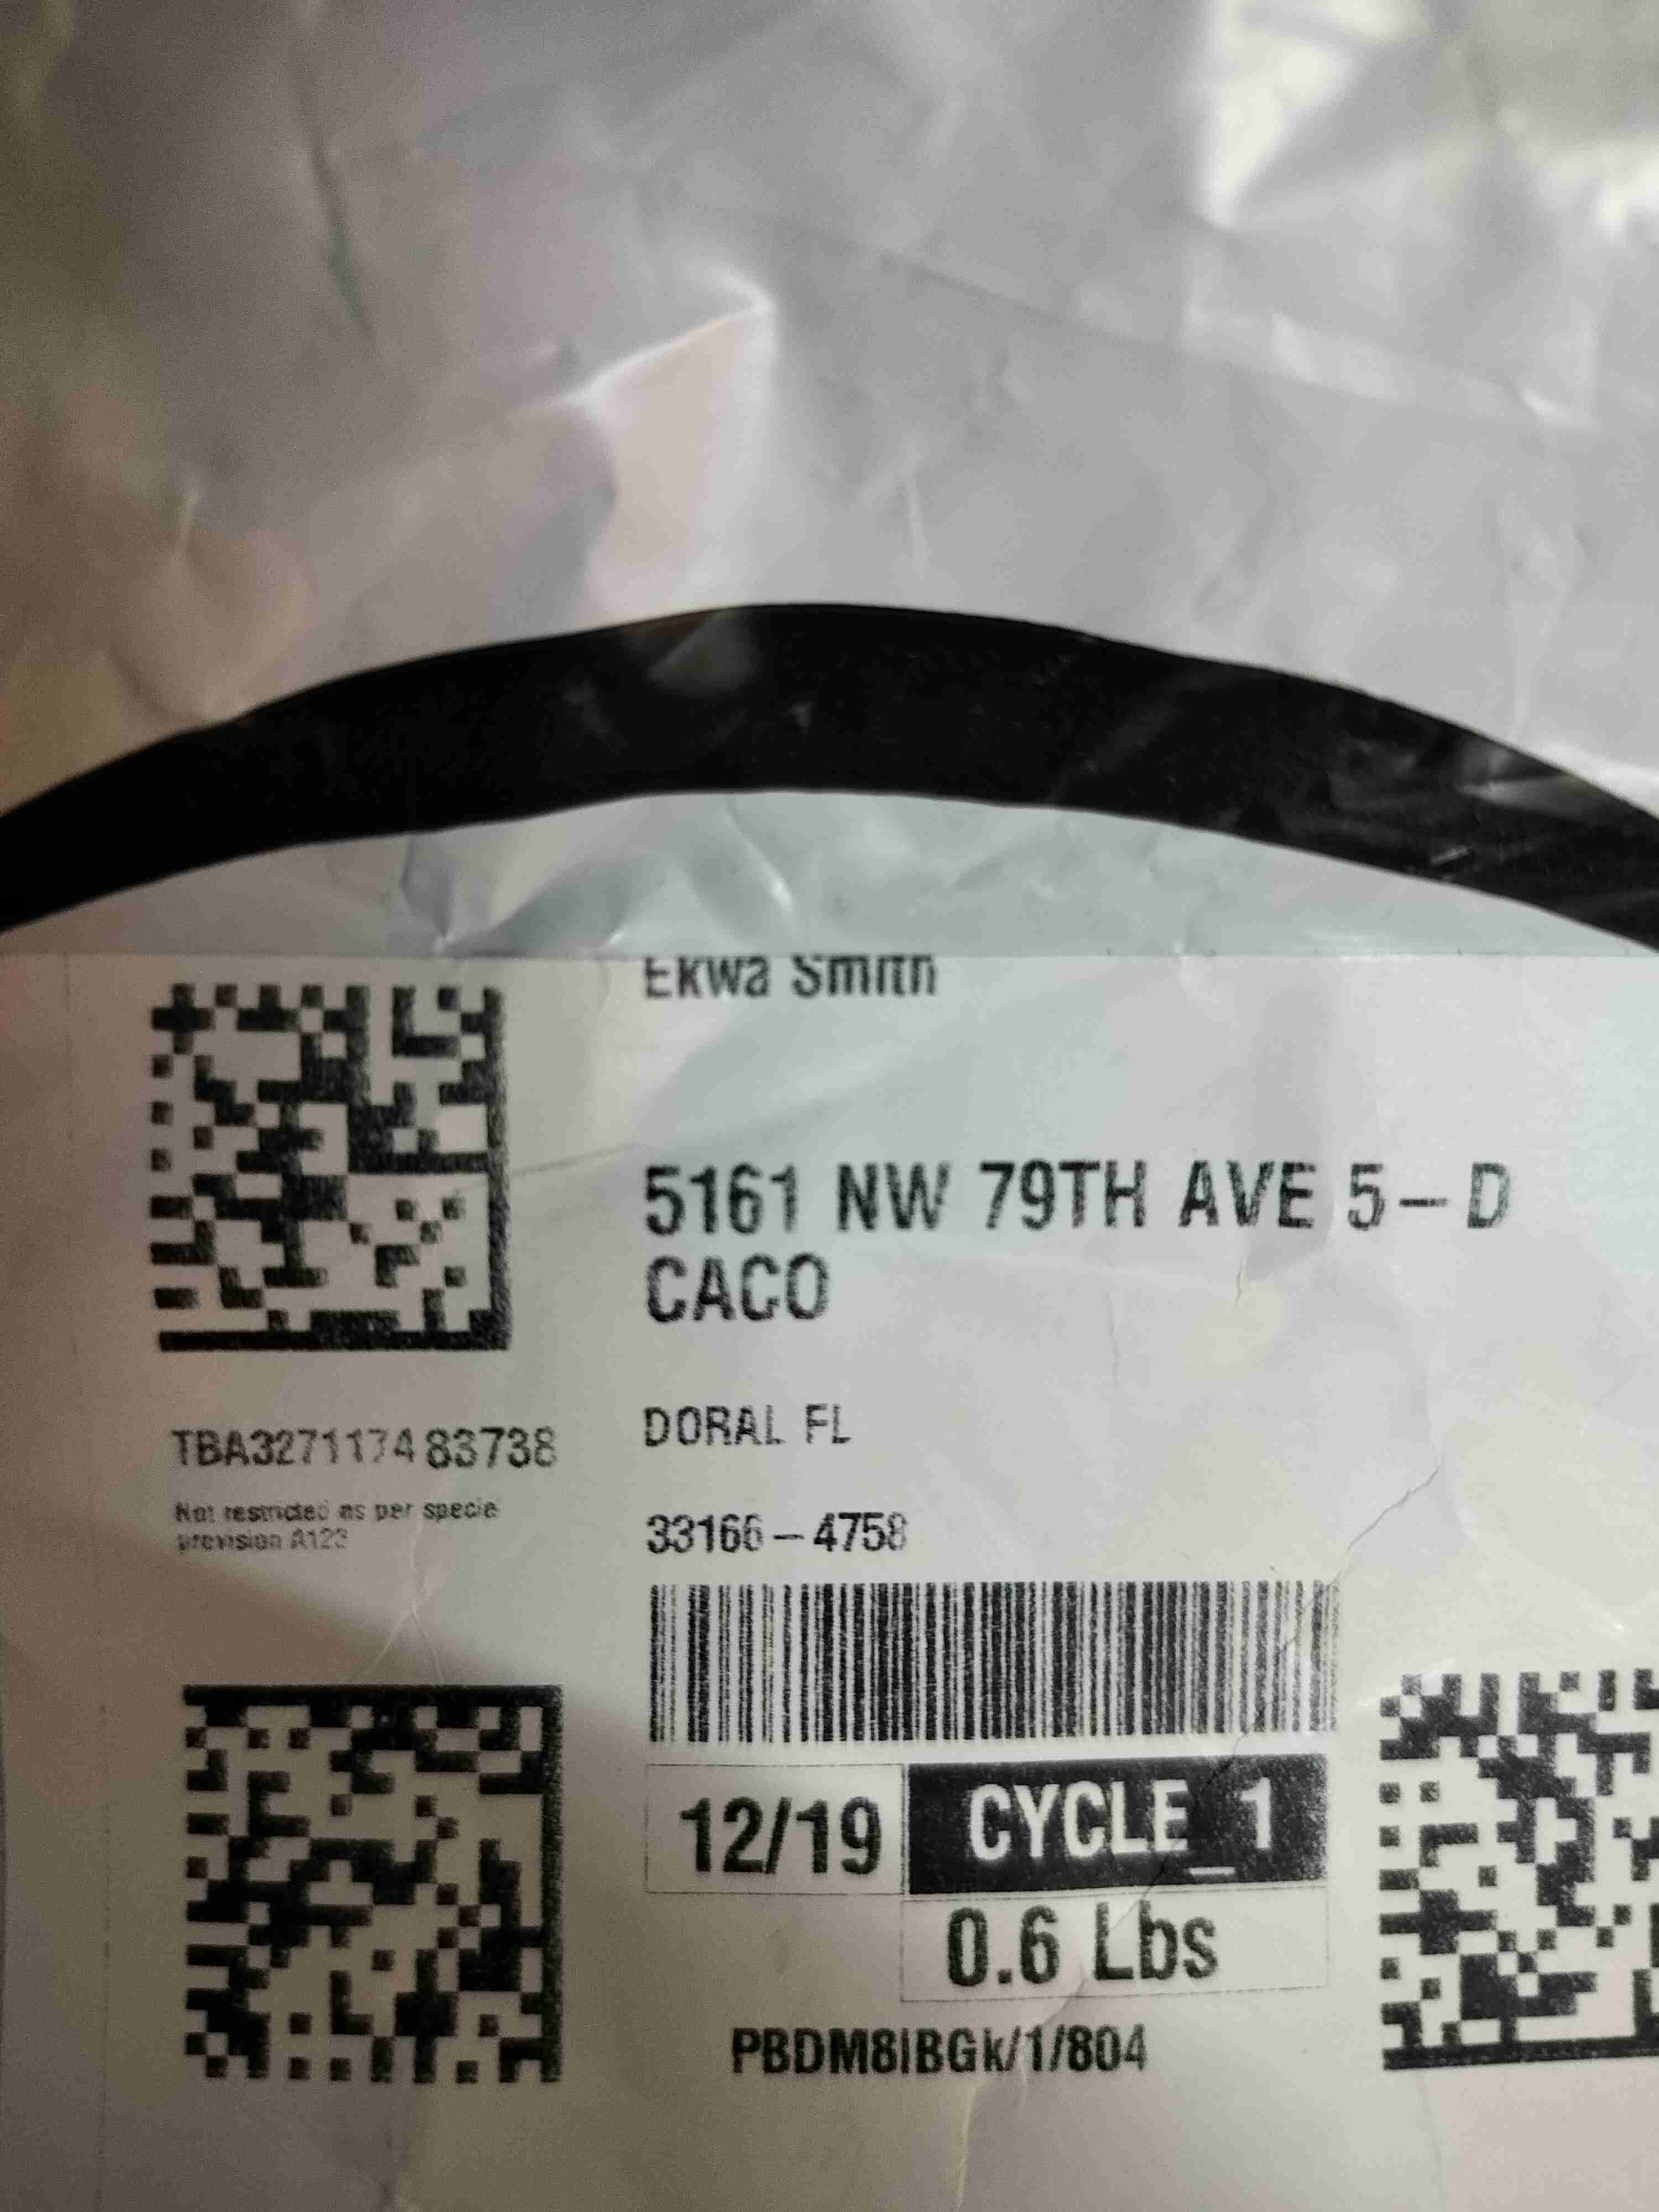 Ekwa Smith
5161 NW 79TH AVE 5-D
CACO
TBA327117483738
DORAL FL
Not restricted as per specia
provision A123
33166-4758
12/19 CYCLE_1
0.6 Lbs
PBDM8IBGk/1/804